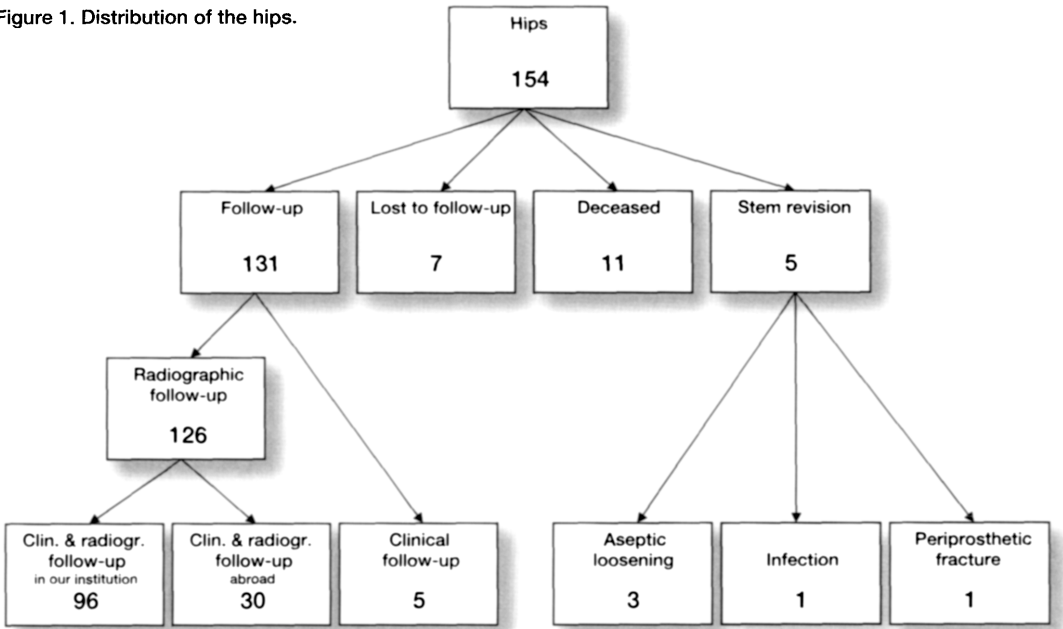 Figure 1. Distribution of the hips.
Hips
154
Follow-up
131
Lost to follow-up
7
Deceased
11
Stem revision
5
Radiographic
follow-up
126
Clin. & radiogr.
follow-up
in our institution
96
Clin. & radiogr.
follow-up
abroad
30
Clinical
follow-up
5
Aseptic
loosening
3
Infection
1
Periprosthetic
fracture
1